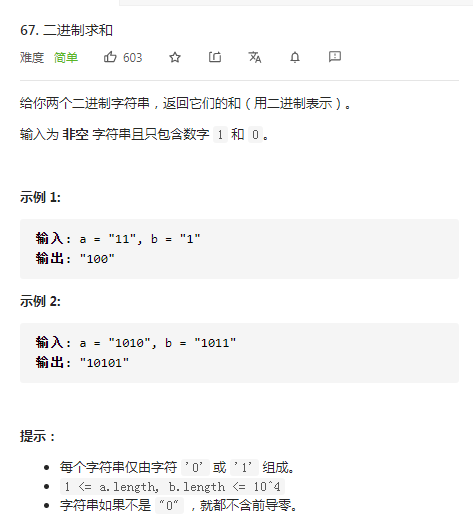 67. 二进制求和
难度 简单 603
给你两个二进制字符串，返回它们的和（用二进制表示）。
输入为 非空 字符串且只包含数字 1 和 0。
示例 1:
输入: a = "11", b = "1"
输出: "100"
示例 2:
输入: a = "1010", b = "1011"
输出: "10101"
提示：
• 每个字符串仅由字符 '0' 或 '1' 组成。
• 1 <= a.length, b.length <= 10^4
• 字符串如果不是 "0" ，就都不含前导零。